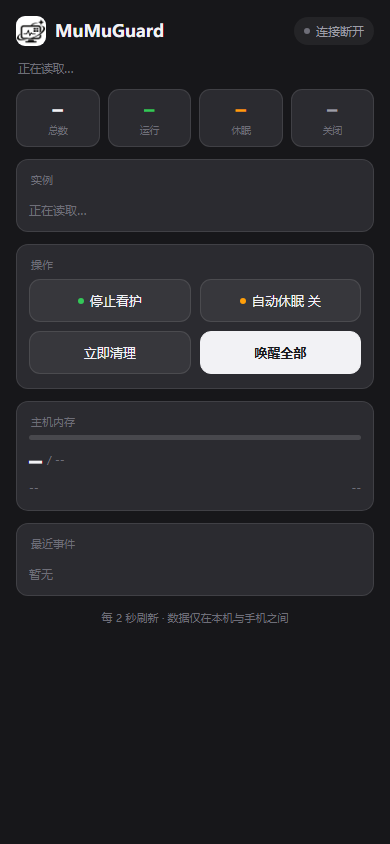 MuMuGuard
连接断开
正在读取...
– – – –
总数 运行 休眠 关闭
实例
正在读取...
操作
停止看护 自动休眠 关
立即清理 唤醒全部
主机内存
– / --
-- --
最近事件
暂无
每 2 秒刷新 · 数据仅在本机与手机之间